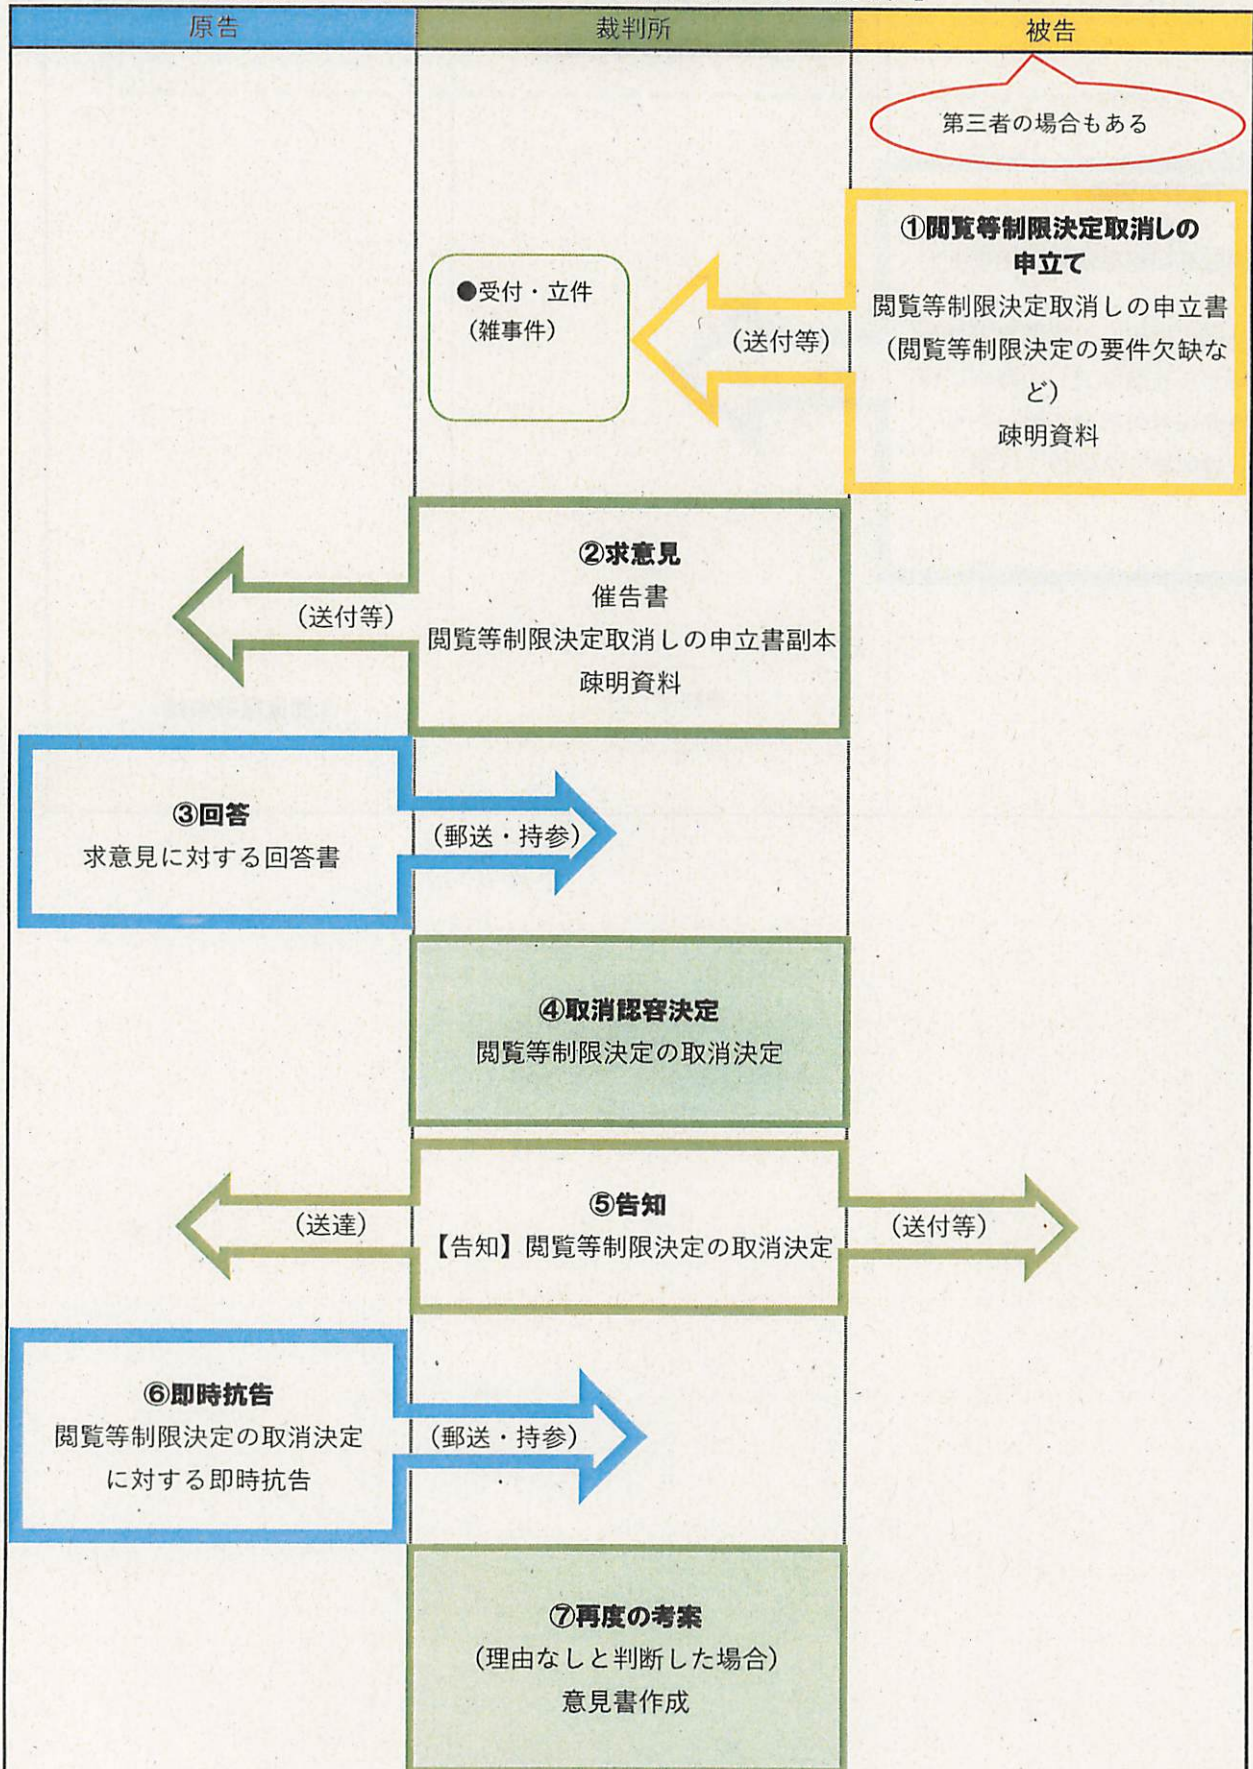 原告
裁判所
被告
第三者の場合もある
①閲覧等制限決定取消しの
申立て
閲覧等制限決定取消しの申立書
（閲覧等制限決定の要件欠缺な
ど）
疎明資料
（送付等）
●受付・立件
（雑事件）
②求意見
催告書
閲覧等制限決定取消しの申立書副本
疎明資料
（送付等）
③回答
求意見に対する回答書
（郵送・持参）
④取消認容決定
閲覧等制限決定の取消決定
⑤告知
【告知】閲覧等制限決定の取消決定
（送達）
（送付等）
⑥即時抗告
閲覧等制限決定の取消決定
に対する即時抗告
（郵送・持参）
⑦再度の考案
（理由なしと判断した場合）
意見書作成